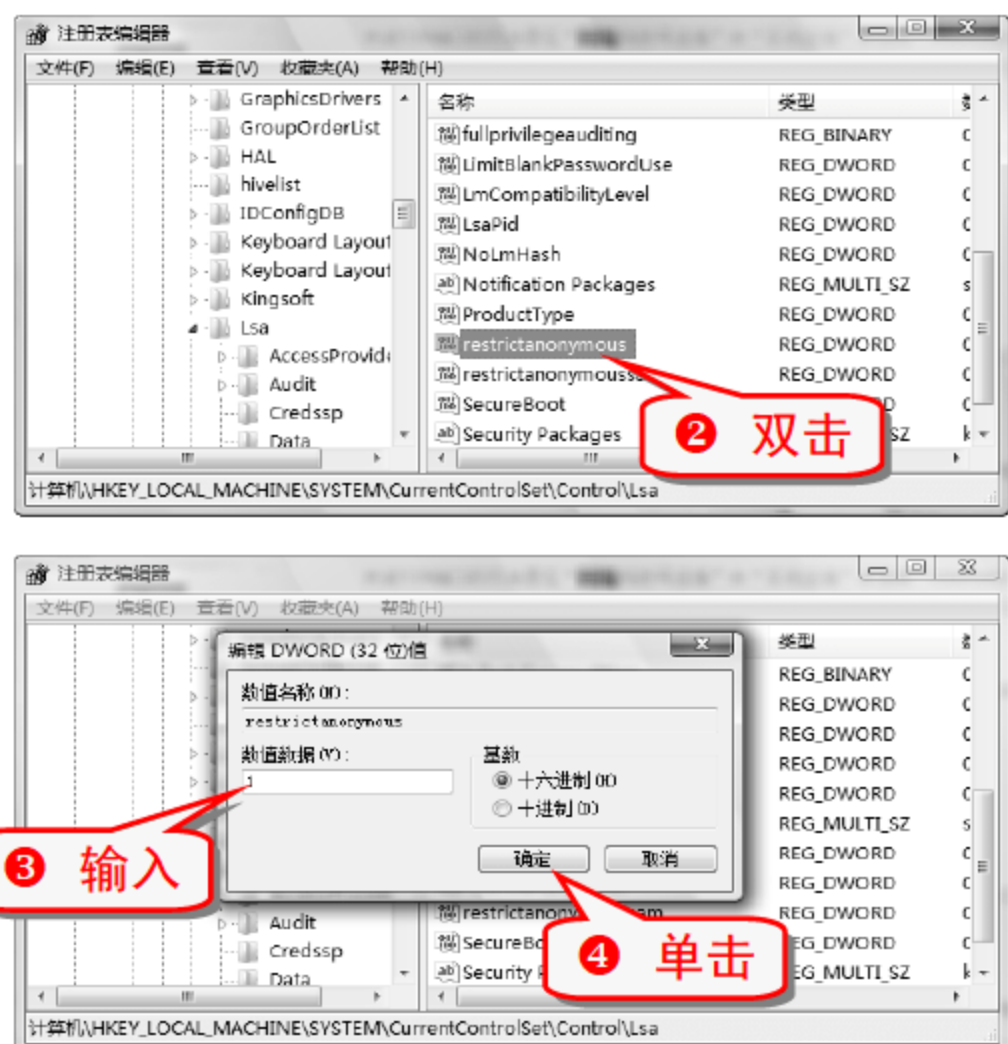 注册表编辑器
文件(F) 编辑(E) 查看(V) 收藏夹(A) 帮助(H)
GraphicsDrivers
GroupOrderList
HAL
hivelist
IDConfigDB
Keyboard Layout
Keyboard Layout
Kingsoft
Lsa
AccessProvide
Audit
Credssp
Data
名称 类型
fullprivilegeauditing REG_BINARY
LimitBlankPasswordUse REG_DWORD
LmCompatibilityLevel REG_DWORD
LsaPid REG_DWORD
NoLmHash REG_DWORD
Notification Packages REG_MULTI_SZ
ProductType REG_DWORD
restrictanonymous REG_DWORD
restrictanonymouss REG_DWORD
SecureBoot
Security Packages SZ
❷ 双击
计算机\HKEY_LOCAL_MACHINE\SYSTEM\CurrentControlSet\Control\Lsa
注册表编辑器
文件(F) 编辑(E) 查看(V) 收藏夹(A) 帮助(H)
编辑 DWORD (32 位)值
数值名称(N):
restrictanonymous
数值数据(V):
1
基数
十六进制(H)
十进制(D)
确定 取消
类型
REG_BINARY
REG_DWORD
REG_DWORD
REG_DWORD
REG_DWORD
REG_MULTI_SZ
REG_DWORD
REG_DWORD
restrictanony am REG_DWORD
SecureBo EG_DWORD
Security P EG_MULTI_SZ
❸ 输入
❹ 单击
Audit
Credssp
Data
计算机\HKEY_LOCAL_MACHINE\SYSTEM\CurrentControlSet\Control\Lsa